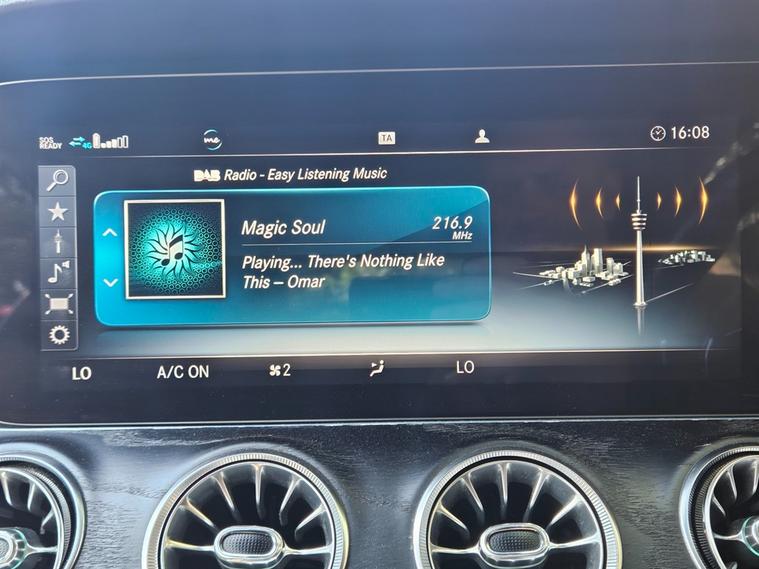 SOS
READY
4G
me
TA
16:08
DAB Radio - Easy Listening Music
Magic Soul
216.9
MHz
Playing... There's Nothing Like
This – Omar
LO
A/C ON
2
LO